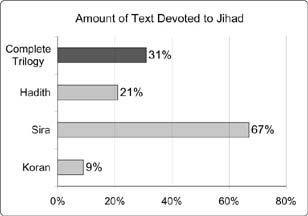 Amount of Text Devoted to Jihad
Complete
Trilogy
31%
Hadith
21%
Sira
67%
Koran
9%
0%
20%
40%
60%
80%